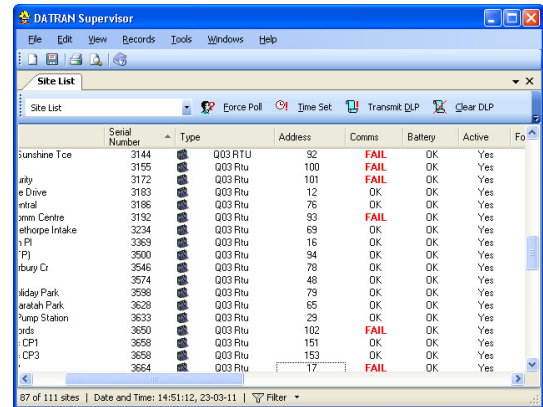 DATRAN Supervisor
File Edit View Records Tools Windows Help
Site List
Site List Force Poll Time Set Transmit DLP Clear DLP
Serial Number Type Address Comms Battery Active Fo
Sunshine Tce 3144 Q03 RTU 92 FAIL OK Yes
3155 Q03 Rtu 100 FAIL OK Yes
urity 3172 Q03 Rtu 101 FAIL OK Yes
e Drive 3183 Q03 Rtu 12 OK OK Yes
entral 3186 Q03 Rtu 76 OK OK Yes
omm Centre 3192 Q03 Rtu 93 FAIL OK Yes
ethorpe Intake 3234 Q03 Rtu 69 OK OK Yes
n Pl 3369 Q03 Rtu 16 OK OK Yes
TP) 3500 Q03 Rtu 94 OK OK Yes
rbury Cr 3546 Q03 Rtu 78 OK OK Yes
3574 Q03 Rtu 48 OK OK Yes
oliday Park 3598 Q03 Rtu 79 OK OK Yes
aratah Park 3628 Q03 Rtu 65 OK OK Yes
Pump Station 3633 Q03 Rtu 29 OK OK Yes
ords 3650 Q03 Rtu 102 FAIL OK Yes
: CP1 3658 Q03 Rtu 151 OK OK Yes
: CP3 3658 Q03 Rtu 153 OK OK Yes
3664 Q03 Rtu 17 FAIL OK Yes
87 of 111 sites | Date and Time: 14:51:12, 23-03-11 | Filter